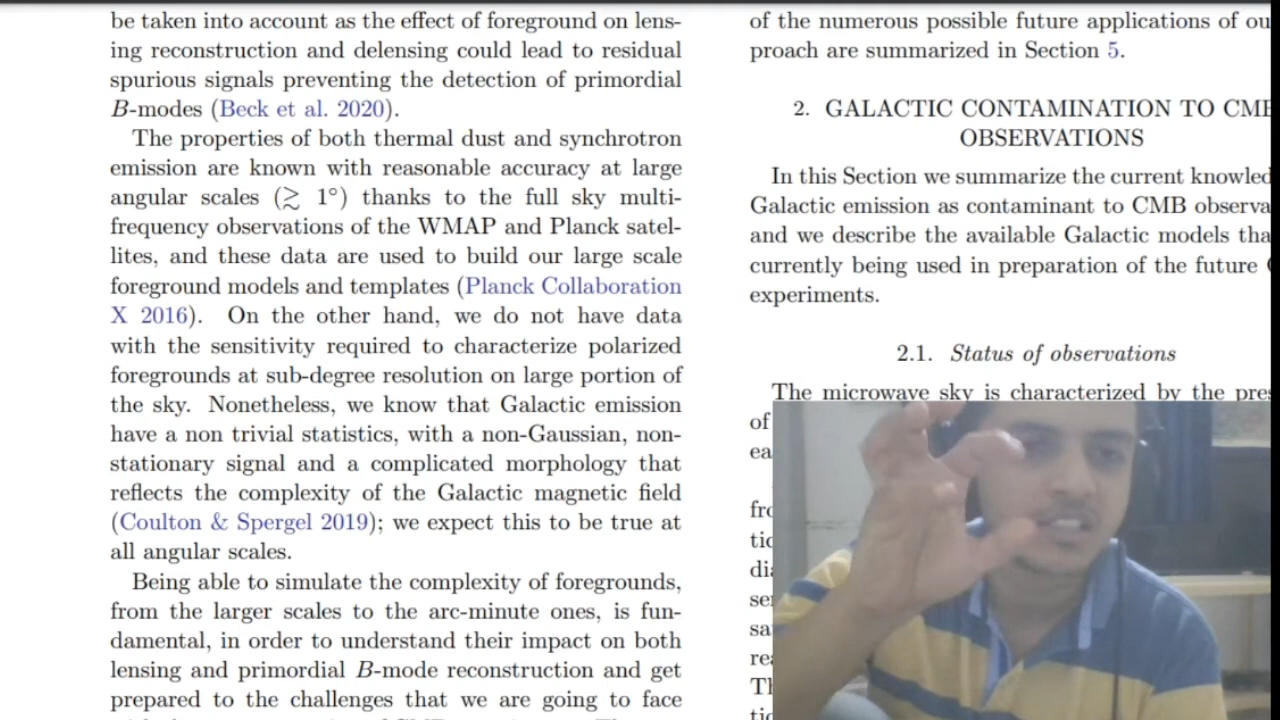 be taken into account as the effect of foreground on lens-
ing reconstruction and delensing could lead to residual
spurious signals preventing the detection of primordial
B-modes (Beck et al. 2020).
The properties of both thermal dust and synchrotron
emission are known with reasonable accuracy at large
angular scales (≳ 1°) thanks to the full sky multi-
frequency observations of the WMAP and Planck satel-
lites, and these data are used to build our large scale
foreground models and templates (Planck Collaboration
X 2016). On the other hand, we do not have data
with the sensitivity required to characterize polarized
foregrounds at sub-degree resolution on large portion of
the sky. Nonetheless, we know that Galactic emission
have a non trivial statistics, with a non-Gaussian, non-
stationary signal and a complicated morphology that
reflects the complexity of the Galactic magnetic field
(Coulton & Spergel 2019); we expect this to be true at
all angular scales.
Being able to simulate the complexity of foregrounds,
from the larger scales to the arc-minute ones, is fun-
damental, in order to understand their impact on both
lensing and primordial B-mode reconstruction and get
prepared to the challenges that we are going to face
of the numerous possible future applications of ou
proach are summarized in Section 5.
2. GALACTIC CONTAMINATION TO CMB
OBSERVATIONS
In this Section we summarize the current knowled
Galactic emission as contaminant to CMB observa
and we describe the available Galactic models tha
currently being used in preparation of the future
experiments.
2.1. Status of observations
The microwave sky is characterized by the pres
of
ea
fro
tio
dia
sen
sa
rea
Th
tio